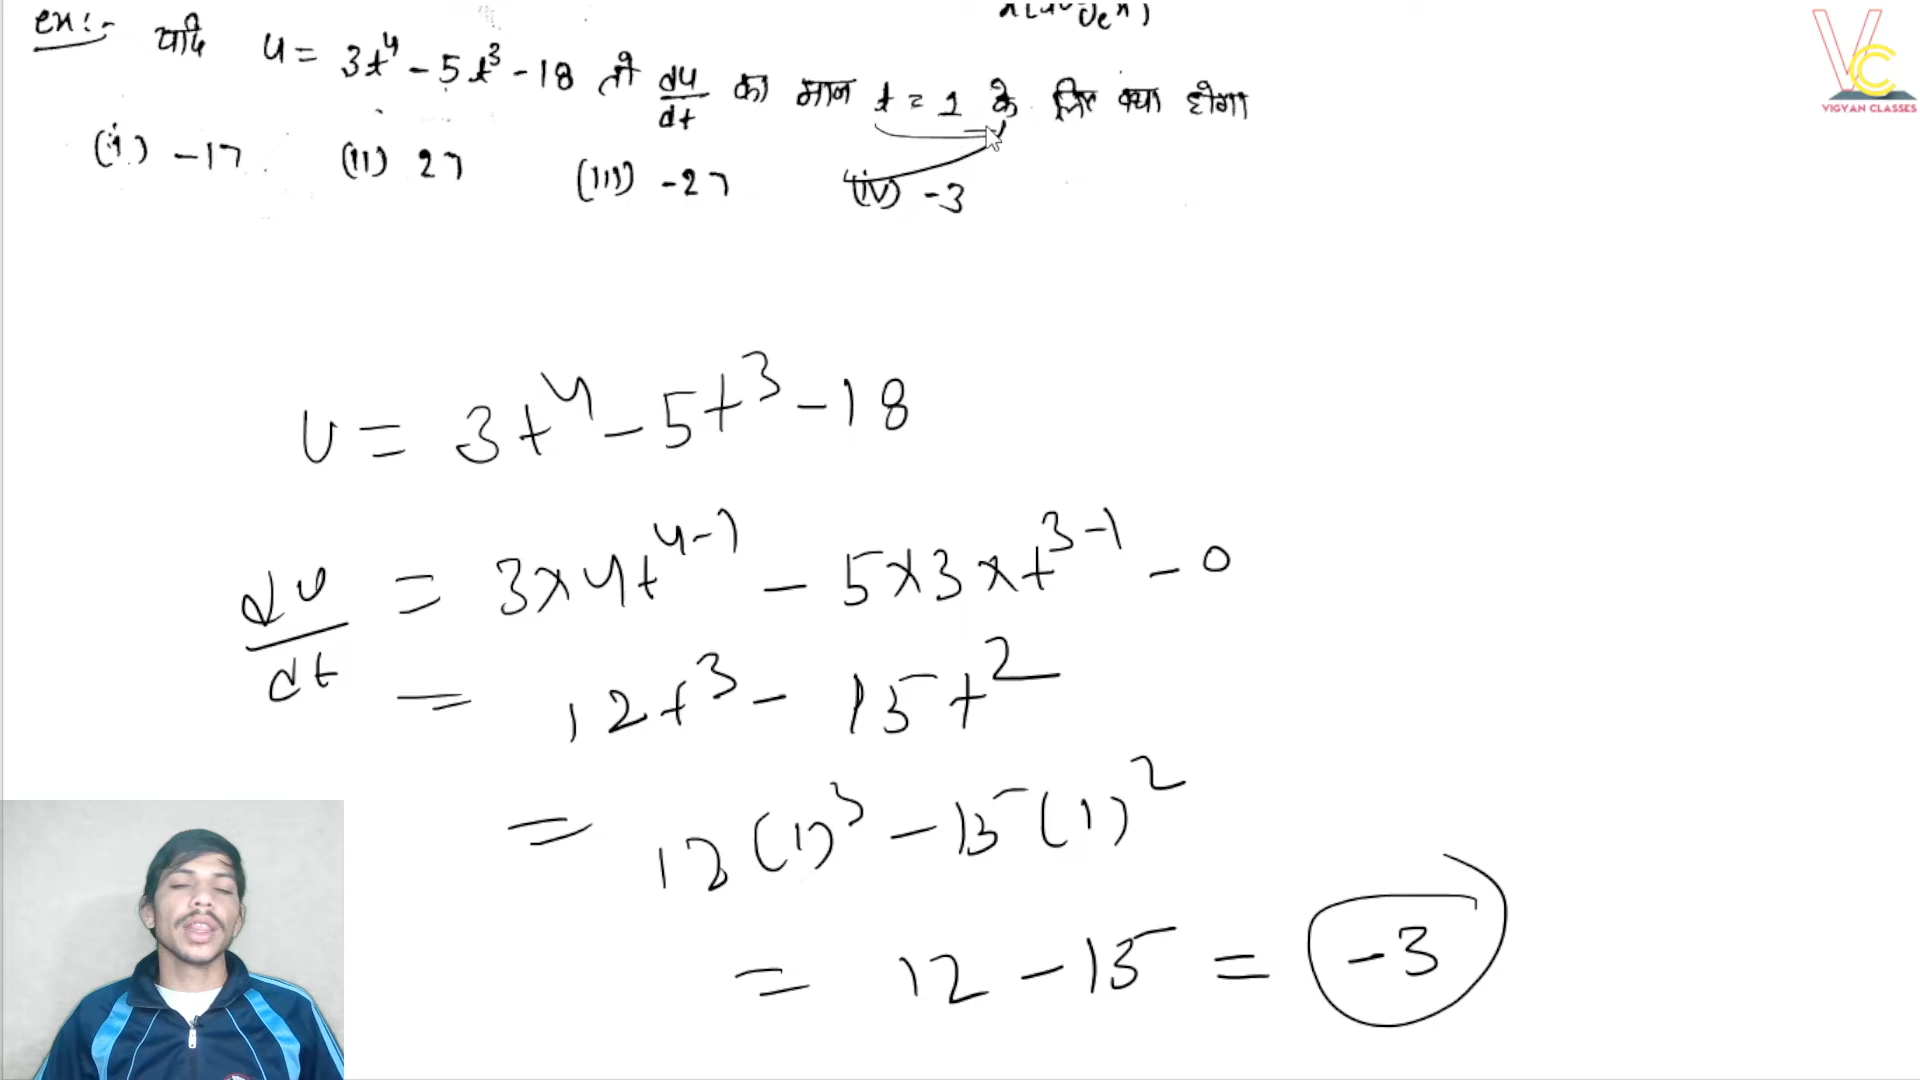 ex:- यदि u = 3t⁴ - 5t³ - 18 तो du/dt का मान t = 1 के लिए क्या होगा
(i) -17 (ii) 27 (iii) -27 (iv) -3
VC
VIGYAN CLASSES
U = 3t⁴ - 5t³ - 18
du/dt = 3×4t⁴⁻¹ - 5×3×t³⁻¹ - 0
= 12t³ - 15t²
= 12(1)³ - 15(1)²
= 12 - 15 = -3